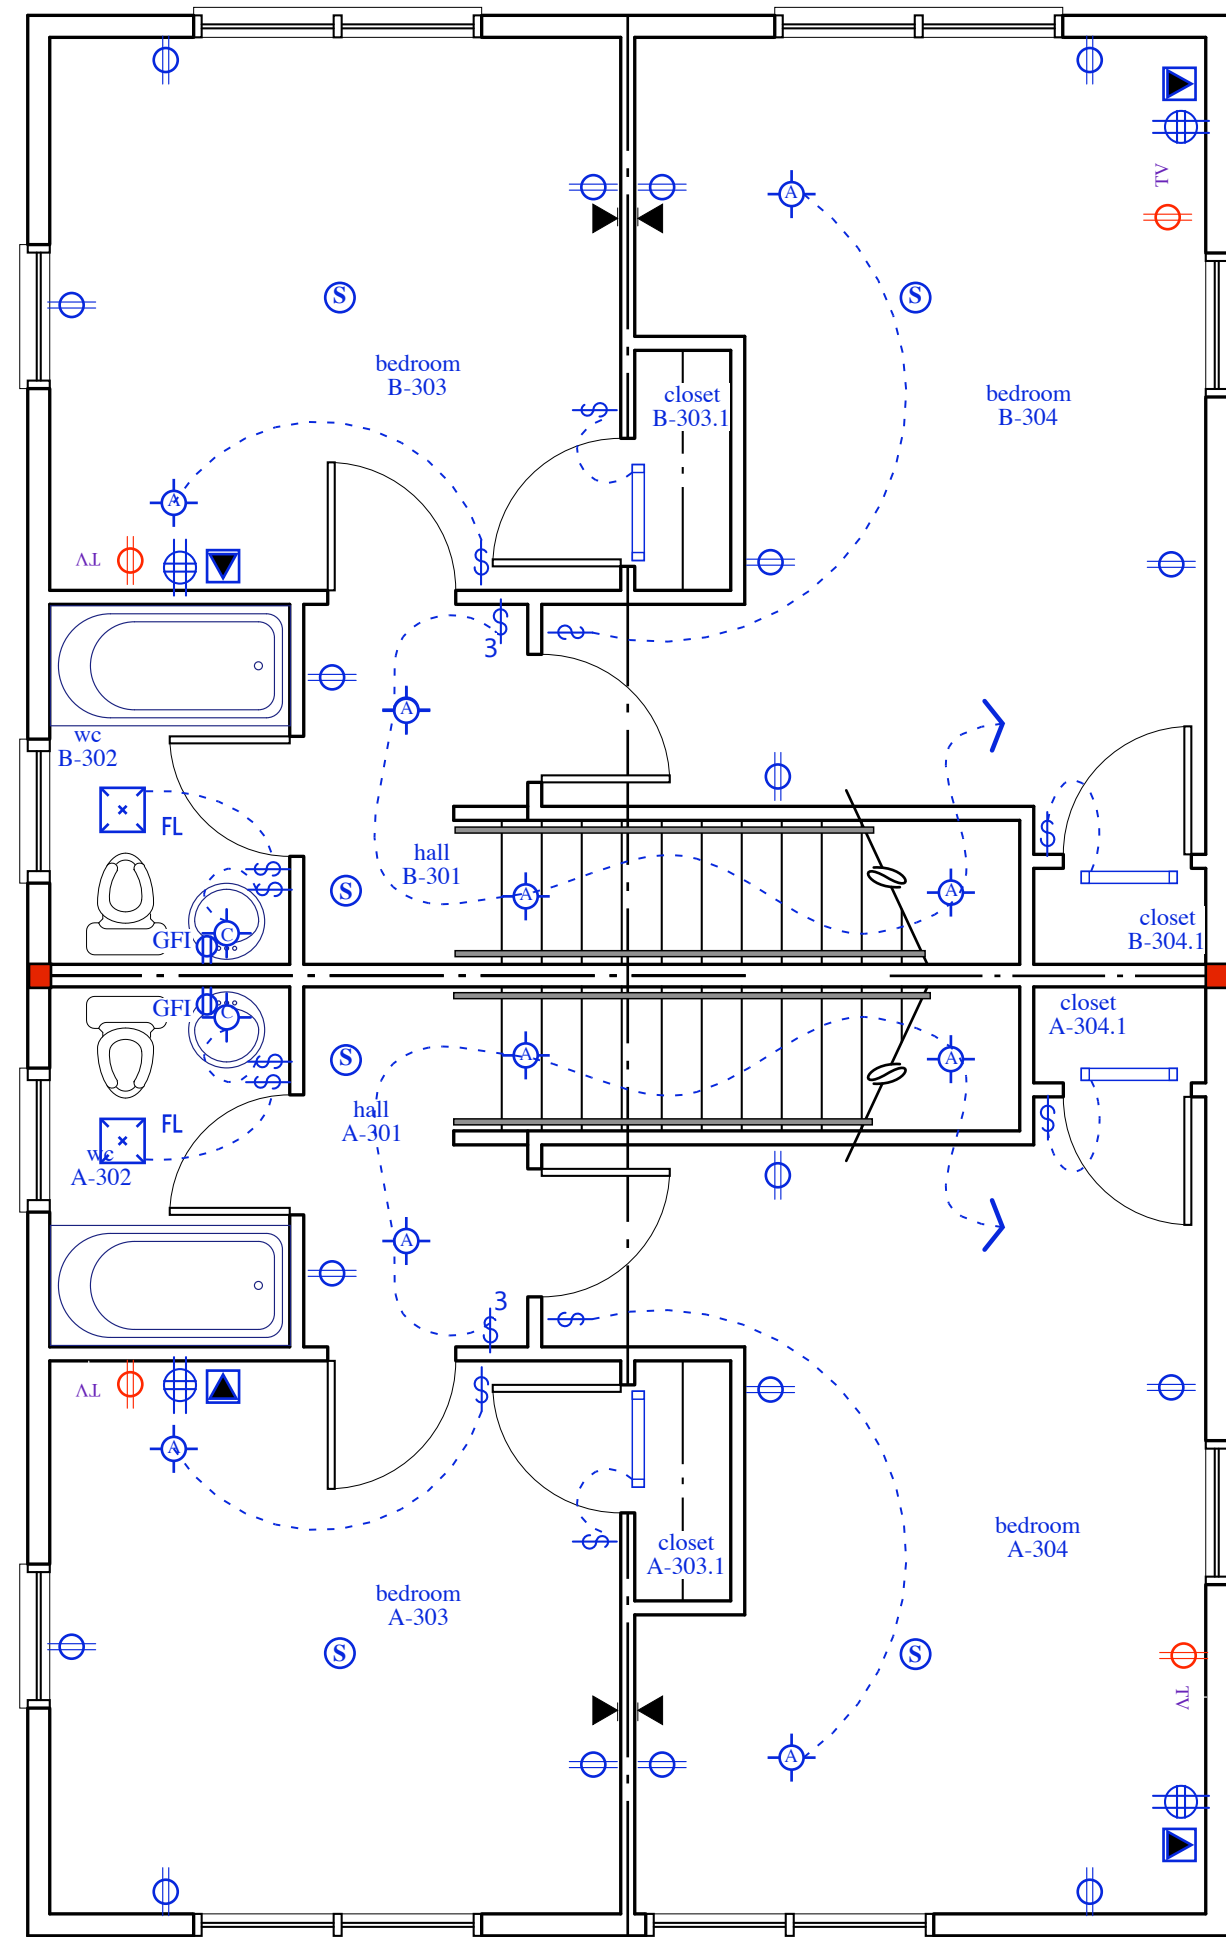 TV
A
S
S
bedroom
B-303
closet
B-303.1
bedroom
B-304
$
A
TV
$
$
3
$
A
wc
B-302
FL
$
$
$
hall
B-301
S
A
A
closet
B-304.1
GFI
C
GFI
C
closet
A-304.1
$
$
S
A
A
hall
A-301
$
FL
wc
A-302
A
3
$
$
TV
$
A
$
closet
A-303.1
bedroom
A-304
bedroom
A-303
S
S
TV
A